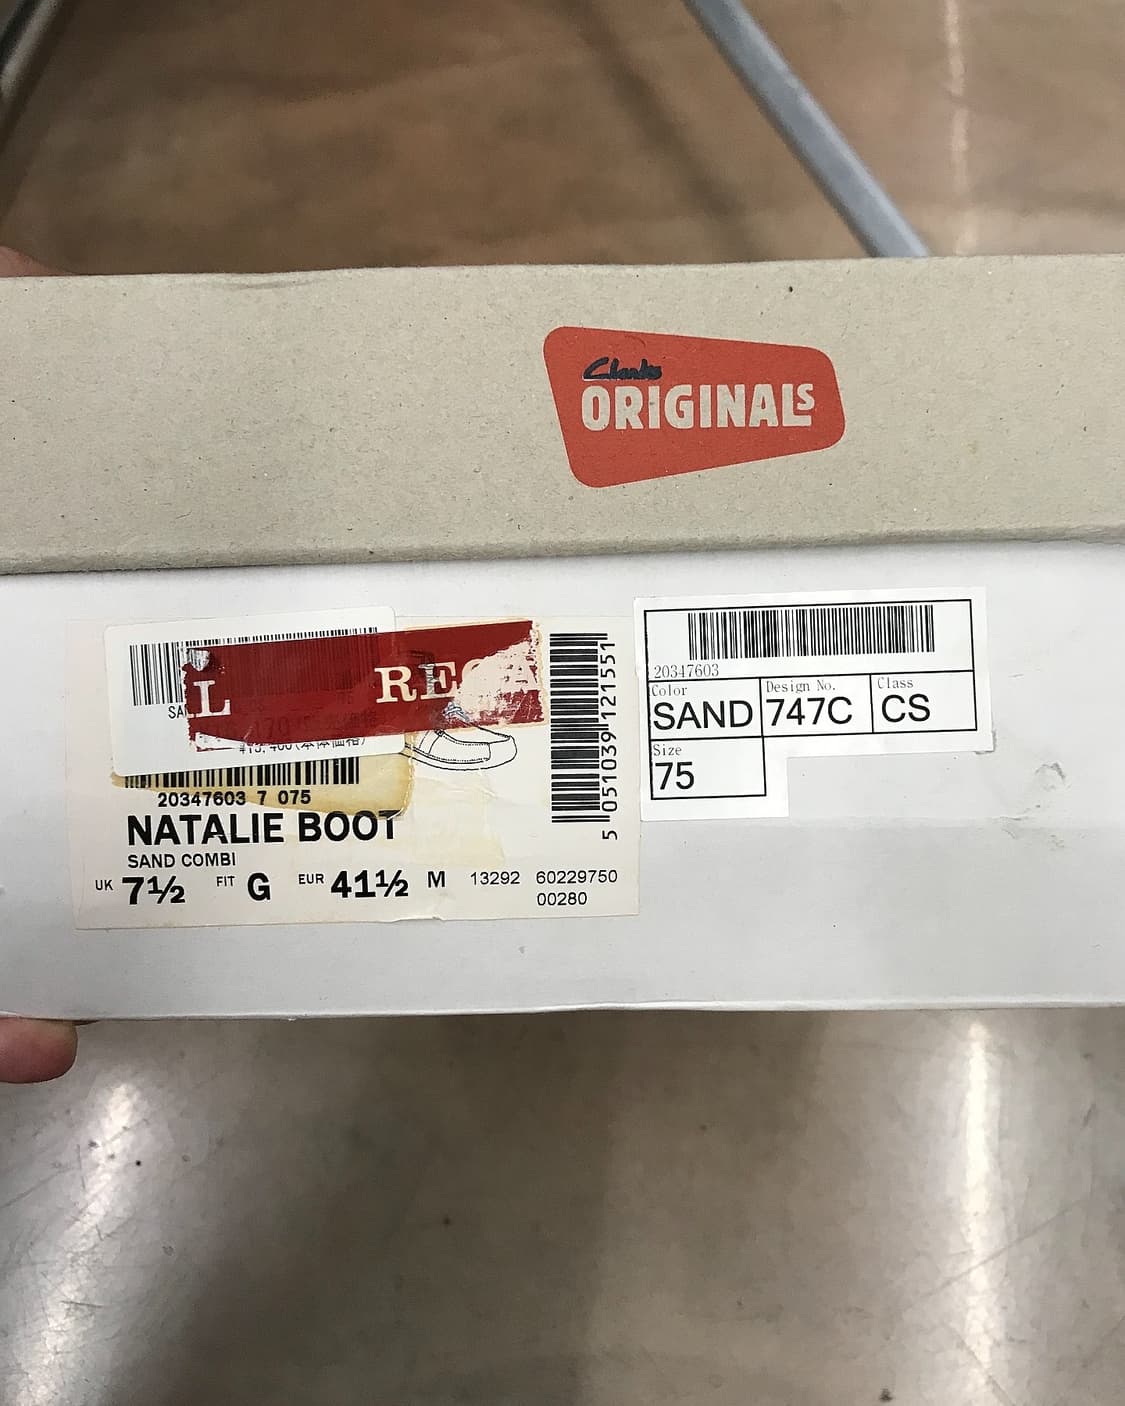 Clarks
ORIGINALS
L
20347603 7 075
NATALIE BOOT
SAND COMBI
UK 7½ FIT G EUR 41½ M 13292 60229750
00280
5 051039 121551
20347603
Color Design No. Class
SAND 747C CS
Size
75